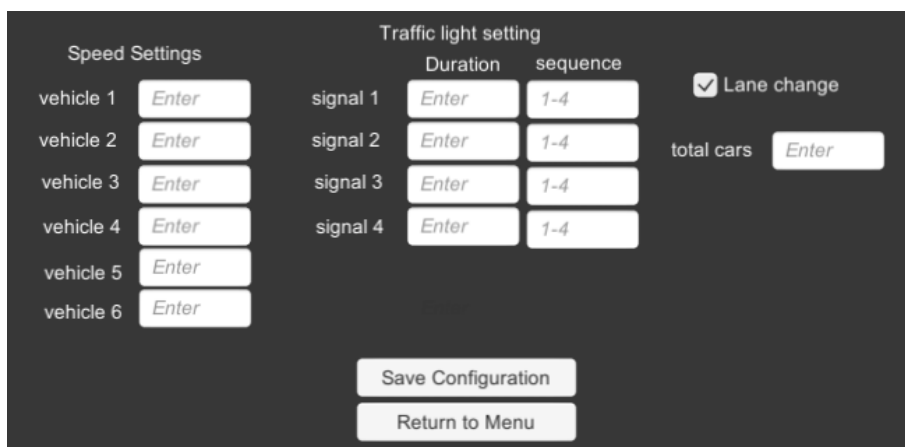 Traffic light setting
Speed Settings
Duration sequence
vehicle 1 Enter signal 1 Enter 1-4 Lane change
vehicle 2 Enter signal 2 Enter 1-4 total cars Enter
vehicle 3 Enter signal 3 Enter 1-4
vehicle 4 Enter signal 4 Enter 1-4
vehicle 5 Enter
vehicle 6 Enter
Save Configuration
Return to Menu